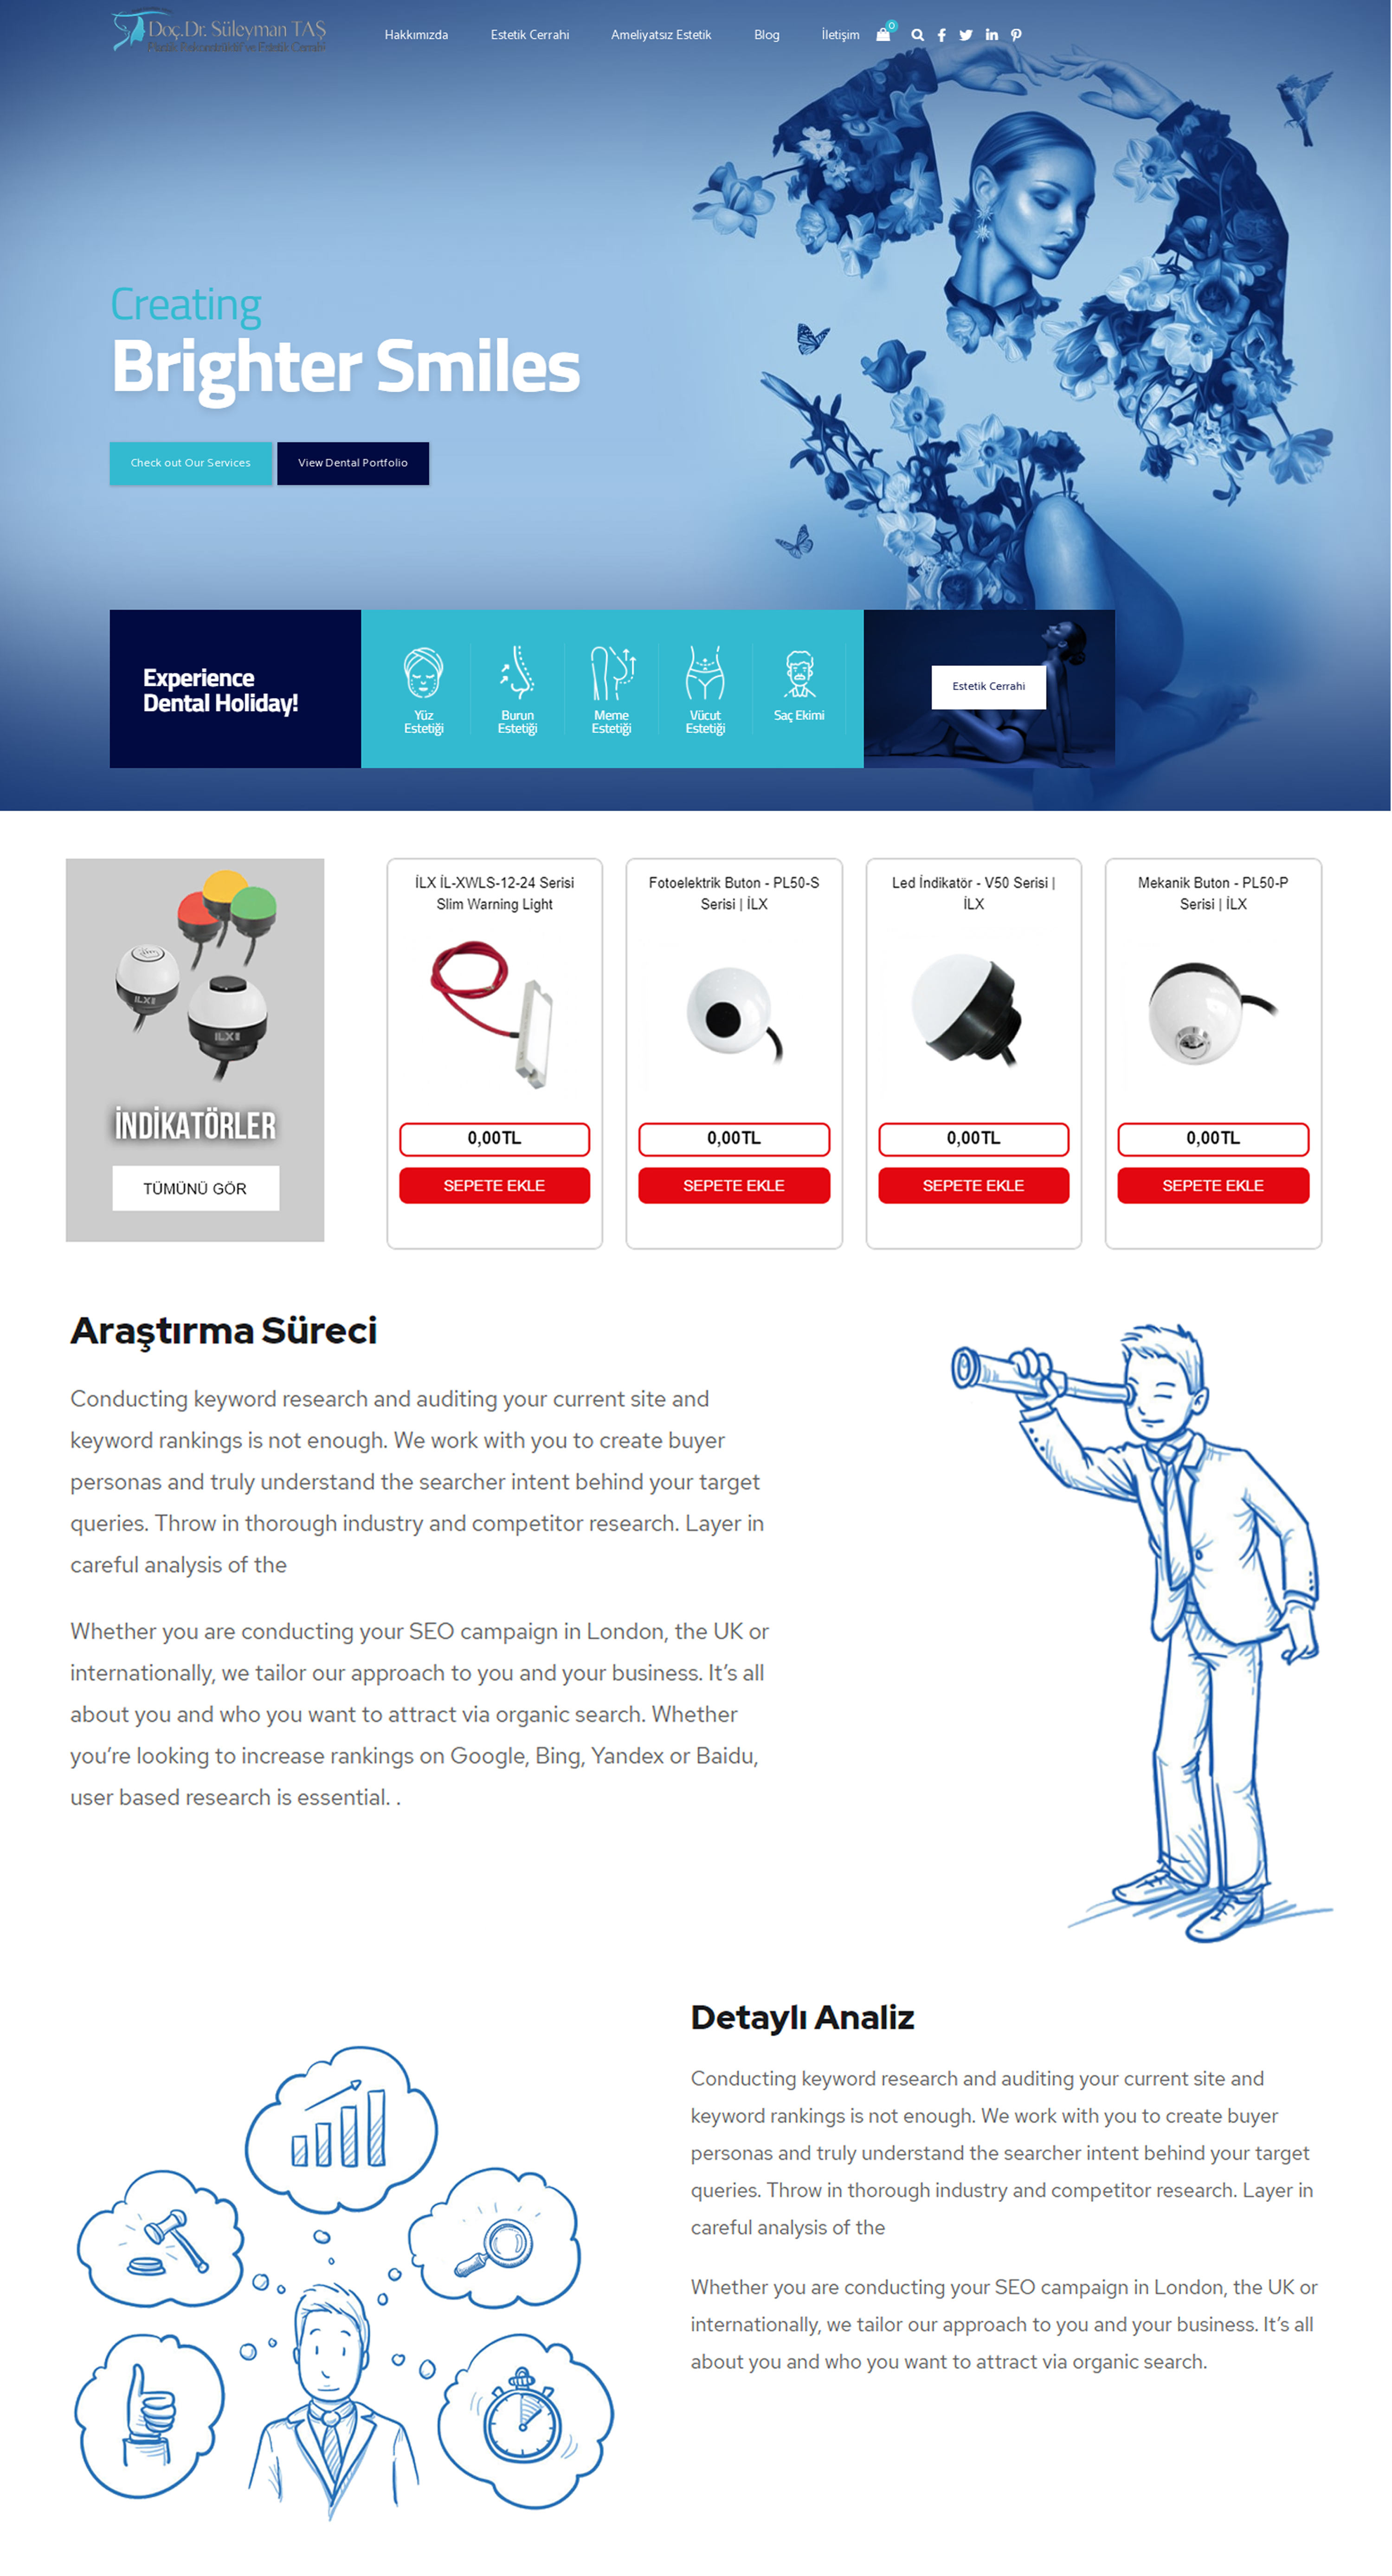 Doç.Dr. Süleyman TAŞ
Plastik Rekonstrüktif ve Estetik Cerrahi
Hakkımızda Estetik Cerrahi Ameliyatsız Estetik Blog İletişim 0
Creating
Brighter Smiles
Check out Our Services View Dental Portfolio
Experience
Dental Holiday!
Yüz
Estetiği
Burun
Estetiği
Meme
Estetiği
Vücut
Estetiği
Saç Ekimi
Estetik Cerrahi
ILX
ILX
İNDİKATÖRLER
TÜMÜNÜ GÖR
İLX İL-XWLS-12-24 Serisi
Slim Warning Light
0,00TL
SEPETE EKLE
Fotoelektrik Buton - PL50-S
Serisi | İLX
0,00TL
SEPETE EKLE
Led İndikatör - V50 Serisi |
İLX
0,00TL
SEPETE EKLE
Mekanik Buton - PL50-P
Serisi | İLX
0,00TL
SEPETE EKLE
Araştırma Süreci
Conducting keyword research and auditing your current site and
keyword rankings is not enough. We work with you to create buyer
personas and truly understand the searcher intent behind your target
queries. Throw in thorough industry and competitor research. Layer in
careful analysis of the
Whether you are conducting your SEO campaign in London, the UK or
internationally, we tailor our approach to you and your business. It’s all
about you and who you want to attract via organic search. Whether
you’re looking to increase rankings on Google, Bing, Yandex or Baidu,
user based research is essential. .
Detaylı Analiz
Conducting keyword research and auditing your current site and
keyword rankings is not enough. We work with you to create buyer
personas and truly understand the searcher intent behind your target
queries. Throw in thorough industry and competitor research. Layer in
careful analysis of the
Whether you are conducting your SEO campaign in London, the UK or
internationally, we tailor our approach to you and your business. It’s all
about you and who you want to attract via organic search.